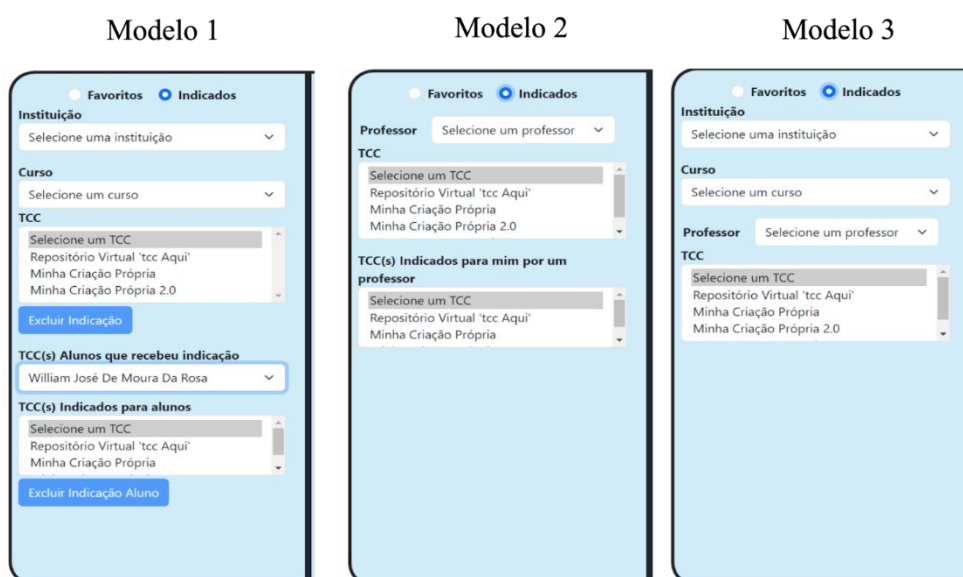 Modelo 1
Favoritos Indicados
Instituição
Selecione uma instituição
Curso
Selecione um curso
TCC
Selecione um TCC
Repositório Virtual 'tcc Aqui'
Minha Criação Própria
Minha Criação Própria 2.0
Excluir Indicação
TCC(s) Alunos que recebeu indicação
William José De Moura Da Rosa
TCC(s) Indicados para alunos
Selecione um TCC
Repositório Virtual 'tcc Aqui'
Minha Criação Própria
Excluir Indicação Aluno
Modelo 2
Favoritos Indicados
Professor Selecione um professor
TCC
Selecione um TCC
Repositório Virtual 'tcc Aqui'
Minha Criação Própria
Minha Criação Própria 2.0
TCC(s) Indicados para mim por um
professor
Selecione um TCC
Repositório Virtual 'tcc Aqui'
Minha Criação Própria
Modelo 3
Favoritos Indicados
Instituição
Selecione uma instituição
Curso
Selecione um curso
Professor Selecione um professor
TCC
Selecione um TCC
Repositório Virtual 'tcc Aqui'
Minha Criação Própria
Minha Criação Própria 2.0